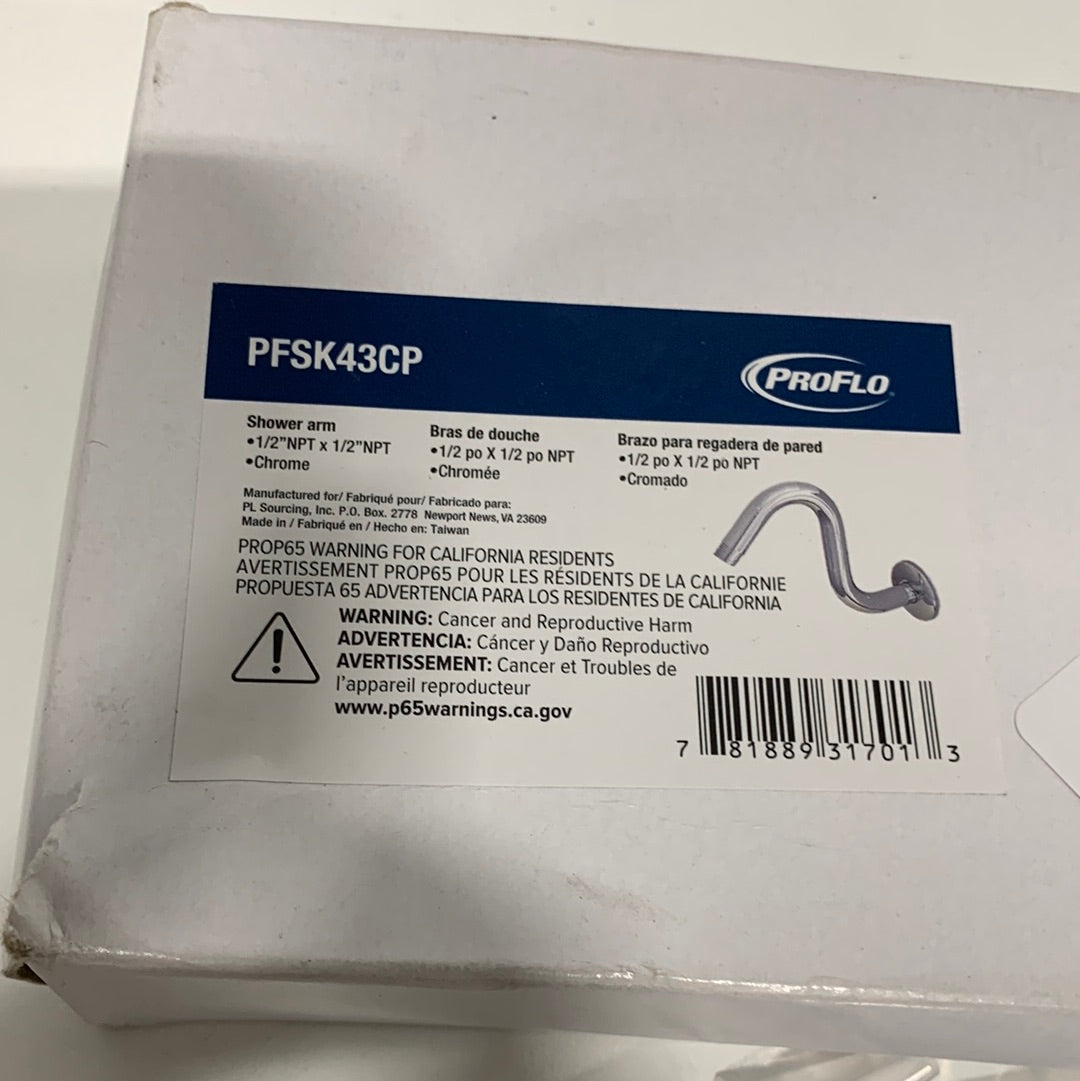 PFSK43CP
PROFLO
Shower arm
•1/2”NPT x 1/2”NPT
•Chrome
Bras de douche
•1/2 po X 1/2 po NPT
•Chromée
Brazo para regadera de pared
•1/2 po X 1/2 po NPT
•Cromado
Manufactured for/ Fabriqué pour/ Fabricado para:
PL Sourcing, Inc. P.O. Box. 2778 Newport News, VA 23609
Made in / Fabriqué en / Hecho en: Taiwan
PROP65 WARNING FOR CALIFORNIA RESIDENTS
AVERTISSEMENT PROP65 POUR LES RÉSIDENTS DE LA CALIFORNIE
PROPUESTA 65 ADVERTENCIA PARA LOS RESIDENTES DE CALIFORNIA
WARNING: Cancer and Reproductive Harm
ADVERTENCIA: Cáncer y Daño Reproductivo
AVERTISSEMENT: Cancer et Troubles de
l’appareil reproducteur
www.p65warnings.ca.gov
7 81889 31701 3